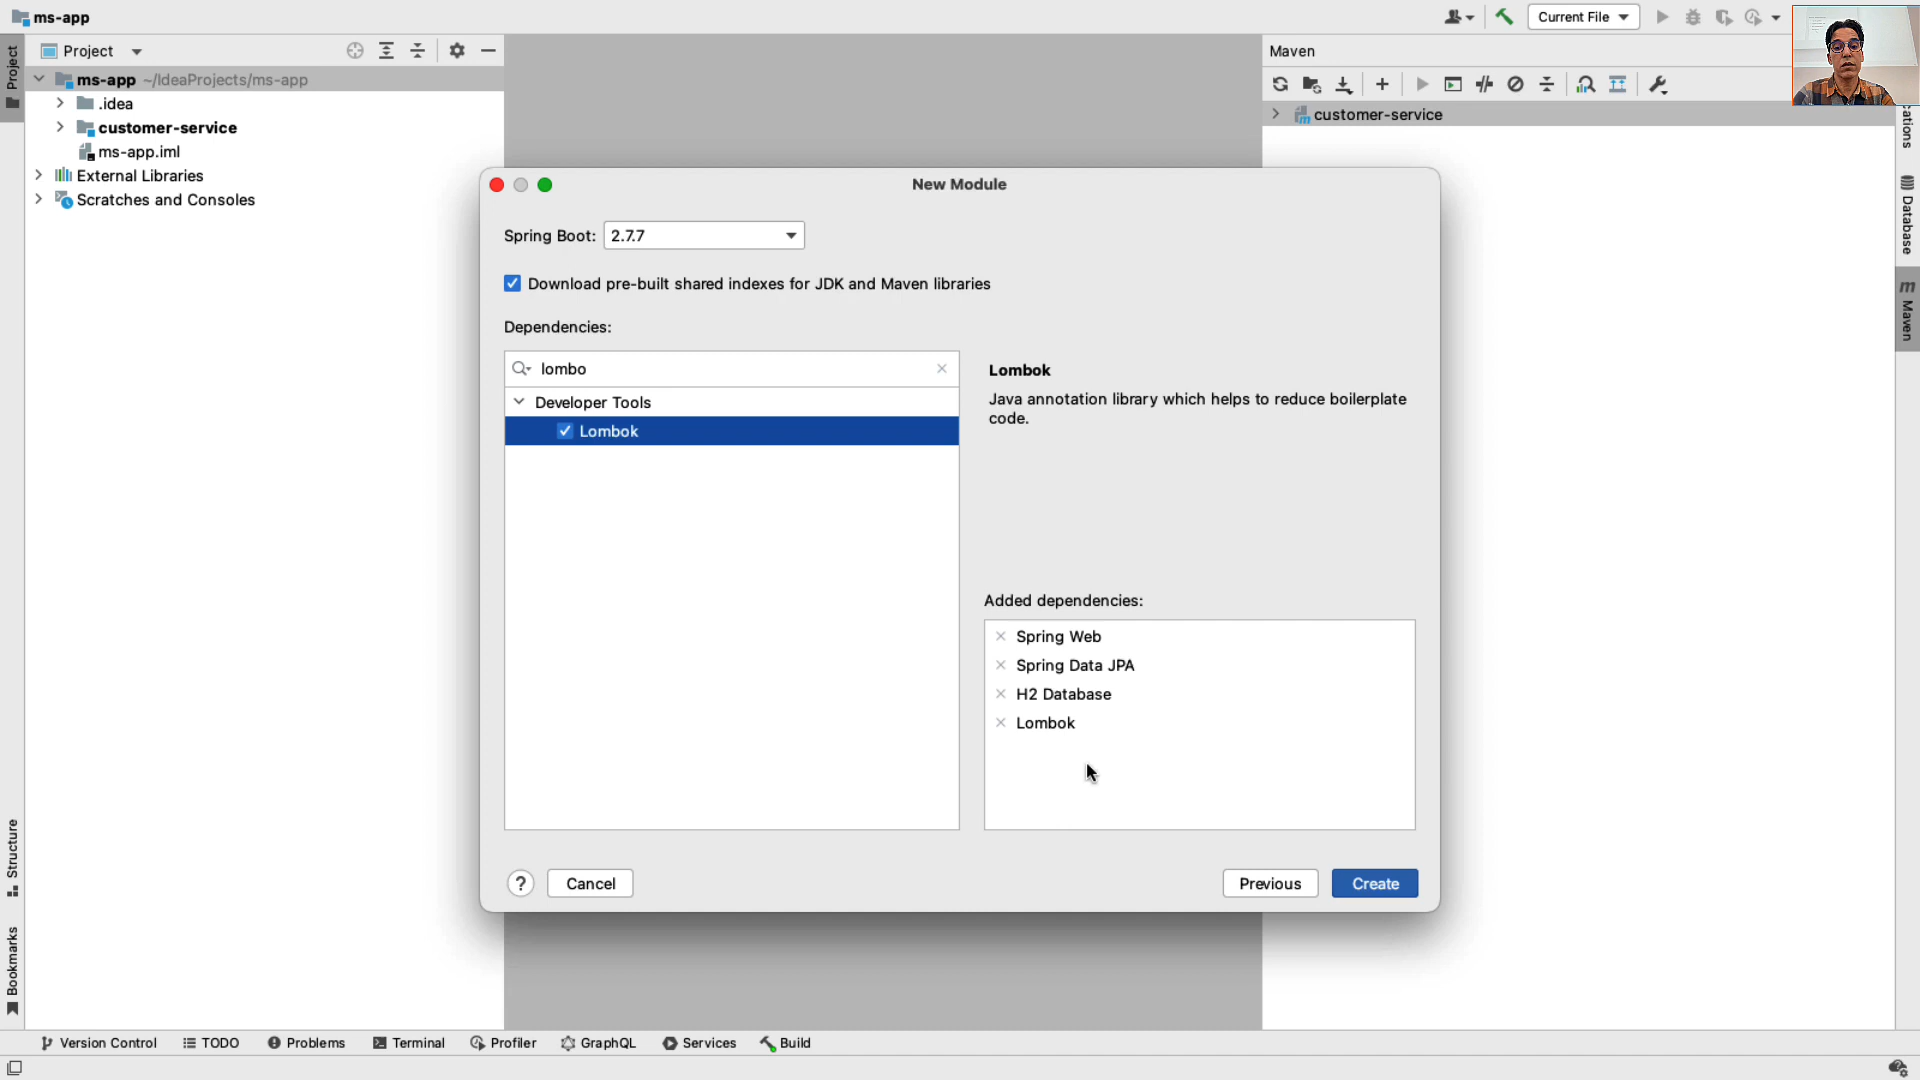 ms-app
Current File
Project
Project
ms-app ~/IdeaProjects/ms-app
.idea
customer-service
ms-app.iml
External Libraries
Scratches and Consoles
Structure
Bookmarks
Maven
customer-service
Database
Maven
New Module
Spring Boot: 2.7.7
Download pre-built shared indexes for JDK and Maven libraries
Dependencies:
lombo
Developer Tools
Lombok
Lombok
Java annotation library which helps to reduce boilerplate
code.
Added dependencies:
Spring Web
Spring Data JPA
H2 Database
Lombok
? Cancel Previous Create
Version Control TODO Problems Terminal Profiler GraphQL Services Build